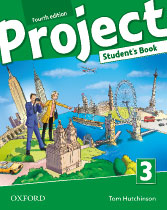 Fourth edition
Project
Student's Book
3
OXFORD
Tom Hutchinson